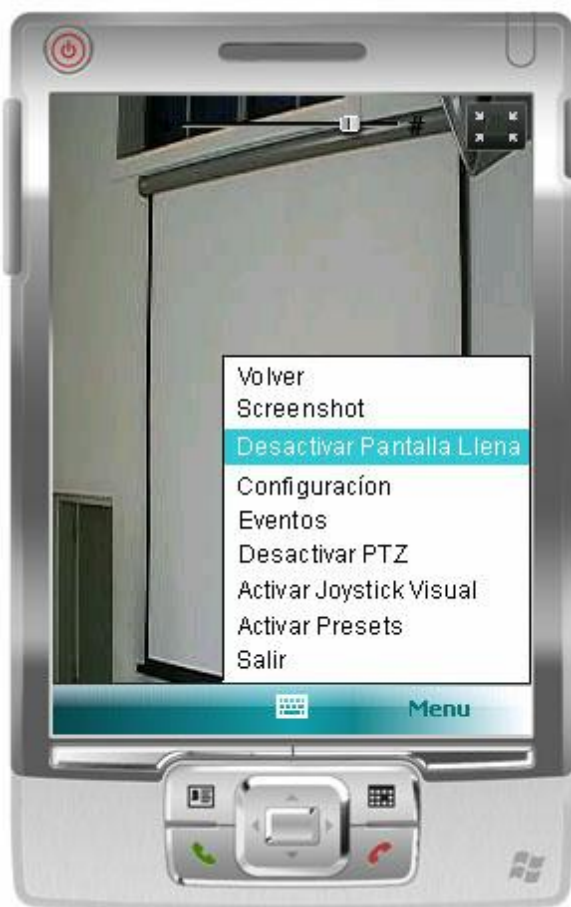 #
Volver
Screenshot
Desactivar Pantalla Llena
Configuracíon
Eventos
Desactivar PTZ
Activar Joystick Visual
Activar Presets
Salir
Menu